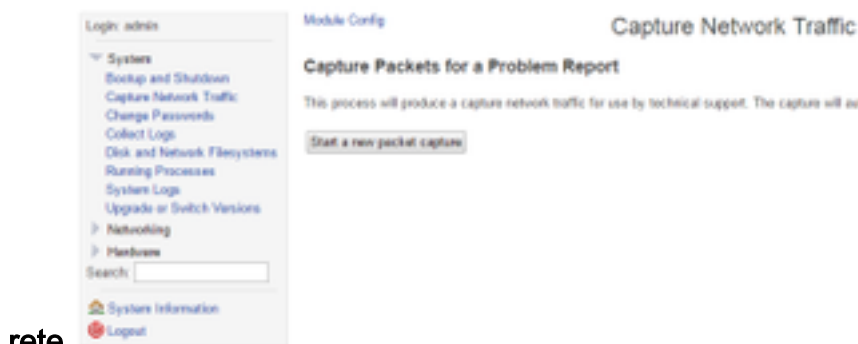 Login: admin
System
Bootup and Shutdown
Capture Network Traffic
Change Passwords
Collect Logs
Disk and Network Filesystems
Running Processes
System Logs
Upgrade or Switch Versions
Networking
Hardware
Search:
System Information
Logout
Module Config
Capture Network Traffic
Capture Packets for a Problem Report
This process will produce a capture network traffic for use by technical support. The capture will au
Start a new packet capture
rete